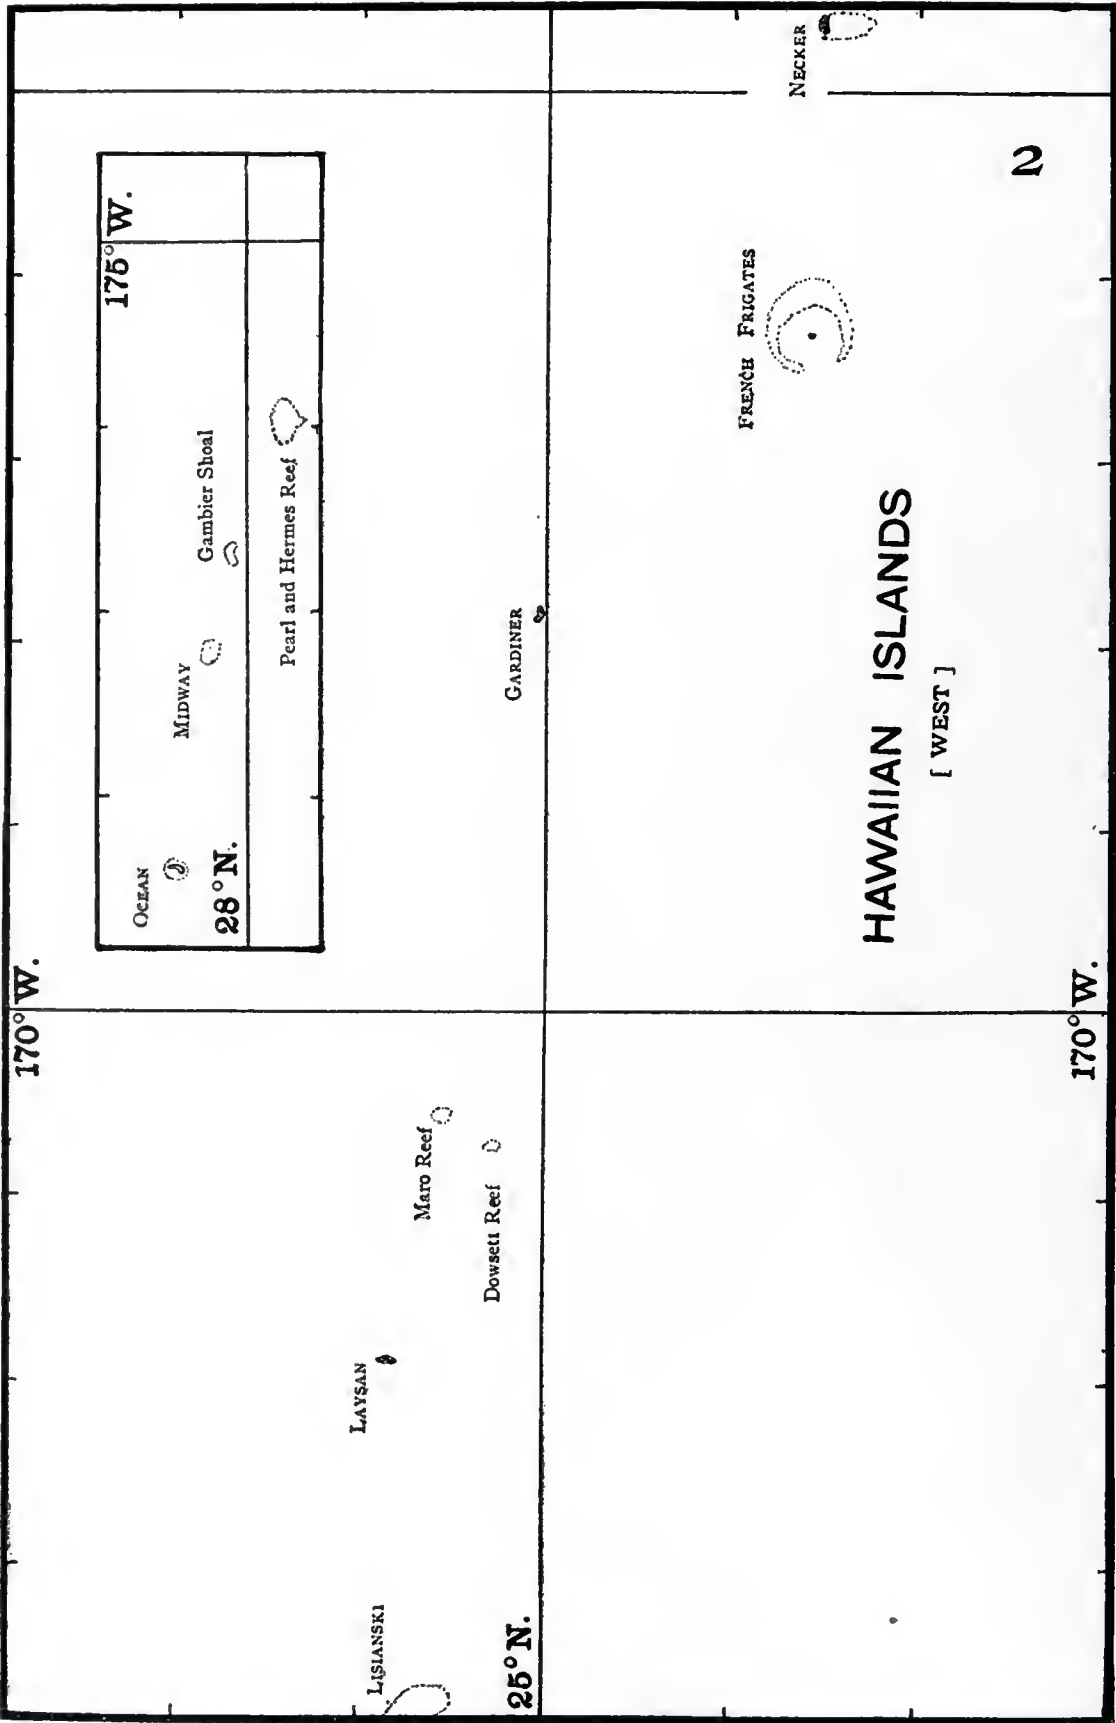 170° W.
175° W.
OCEAN
MIDWAY
Gambier Shoal
28° N.
Pearl and Hermes Reef
LISIANSKI
LAYSAN
Maro Reef
Dowsett Reef
GARDINER
25° N.
NECKER
FRENCH FRIGATES
HAWAIIAN ISLANDS
[ WEST ]
2
170° W.